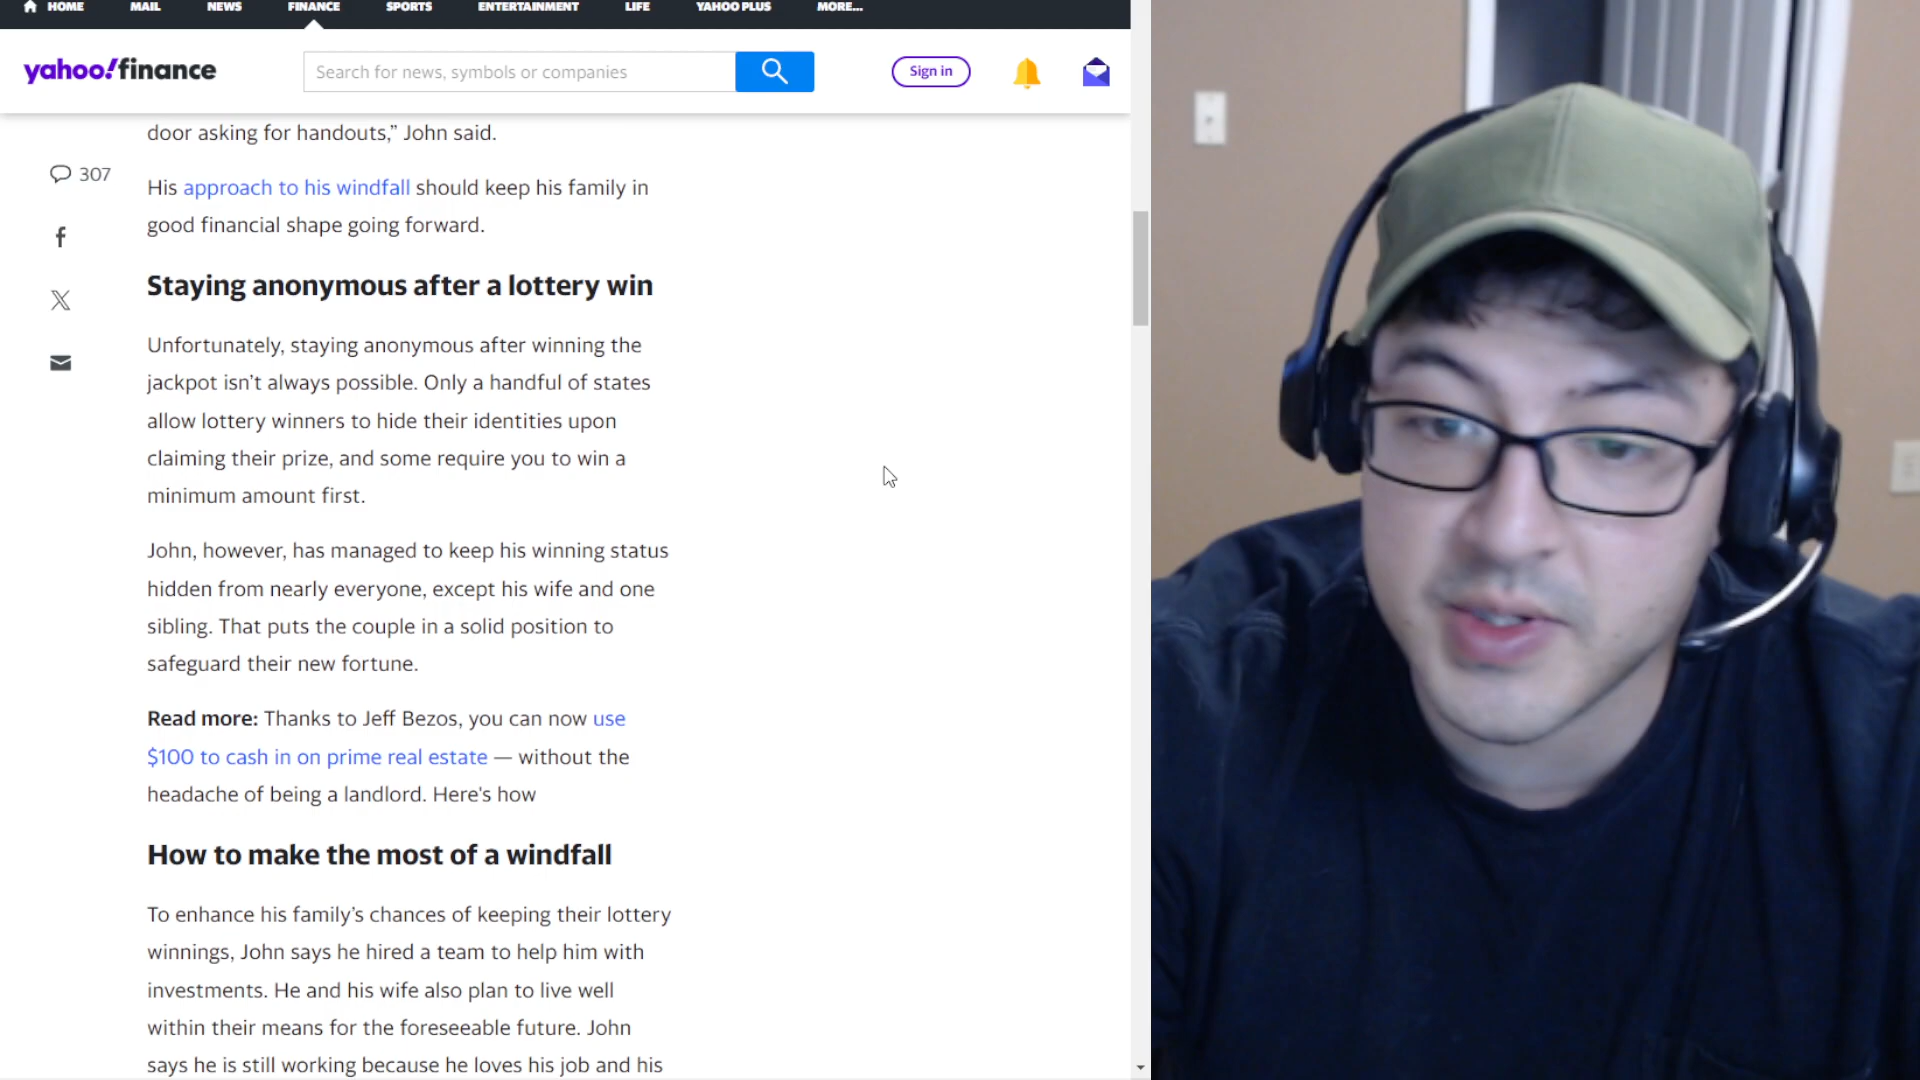 HOME MAIL NEWS FINANCE SPORTS ENTERTAINMENT LIFE YAHOO PLUS MORE...
yahoo!finance
Search for news, symbols or companies
Sign in
door asking for handouts,” John said.
307
His approach to his windfall should keep his family in
good financial shape going forward.
Staying anonymous after a lottery win
Unfortunately, staying anonymous after winning the
jackpot isn’t always possible. Only a handful of states
allow lottery winners to hide their identities upon
claiming their prize, and some require you to win a
minimum amount first.
John, however, has managed to keep his winning status
hidden from nearly everyone, except his wife and one
sibling. That puts the couple in a solid position to
safeguard their new fortune.
Read more: Thanks to Jeff Bezos, you can now use
$100 to cash in on prime real estate — without the
headache of being a landlord. Here's how
How to make the most of a windfall
To enhance his family’s chances of keeping their lottery
winnings, John says he hired a team to help him with
investments. He and his wife also plan to live well
within their means for the foreseeable future. John
says he is still working because he loves his job and his